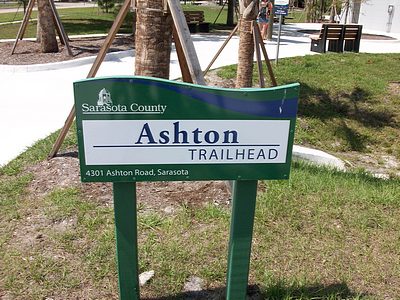 Sarasota County
Ashton
TRAILHEAD
4301 Ashton Road, Sarasota